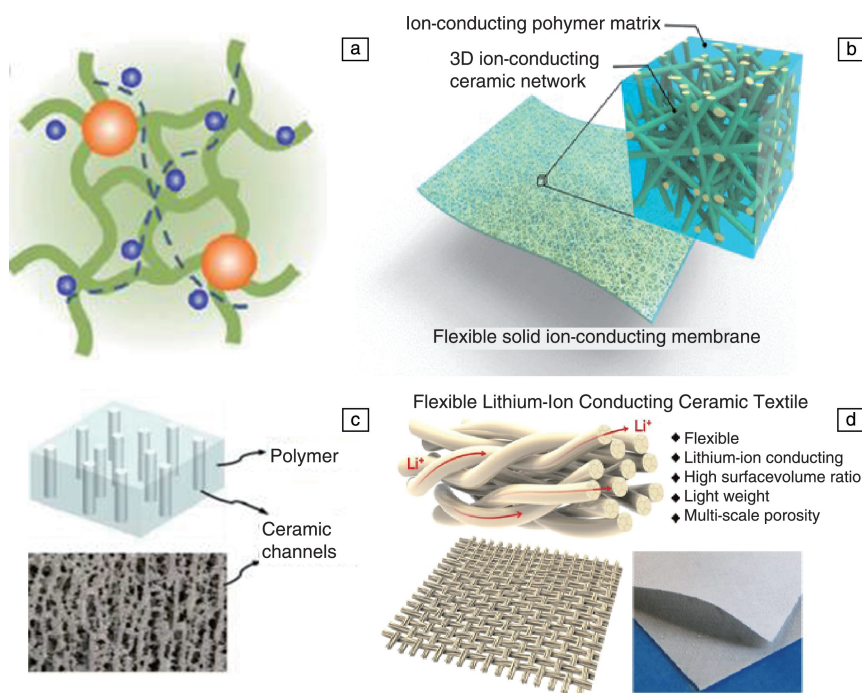 a
Ion-conducting pohymer matrix
b
3D ion-conducting
ceramic network
Flexible solid ion-conducting membrane
c
Polymer
Ceramic
channels
Flexible Lithium-Ion Conducting Ceramic Textile
d
Li⁺
Li⁺
◆ Flexible
◆ Lithium-ion conducting
◆ High surfacevolume ratio
◆ Light weight
◆ Multi-scale porosity